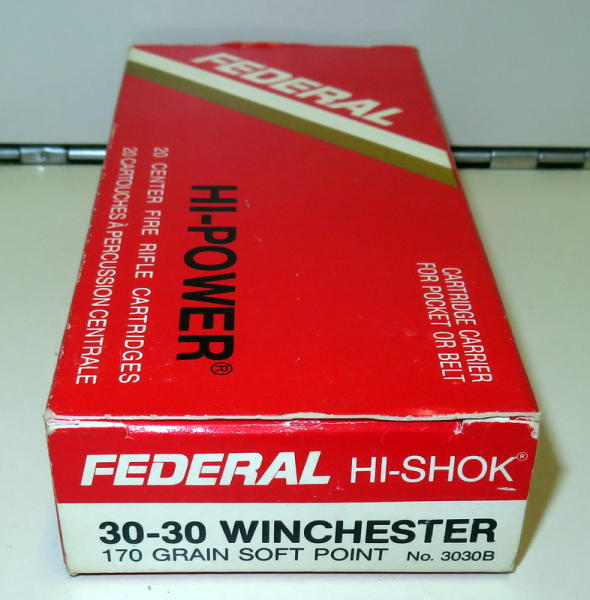 FEDERAL
HI-POWER®
20 CENTER FIRE RIFLE CARTRIDGES
20 CARTOUCHES À PERCUSSION CENTRALE
CARTRIDGE CARRIER
FOR POCKET OR BELT
FEDERAL HI-SHOK®
30-30 WINCHESTER
170 GRAIN SOFT POINT No. 3030B